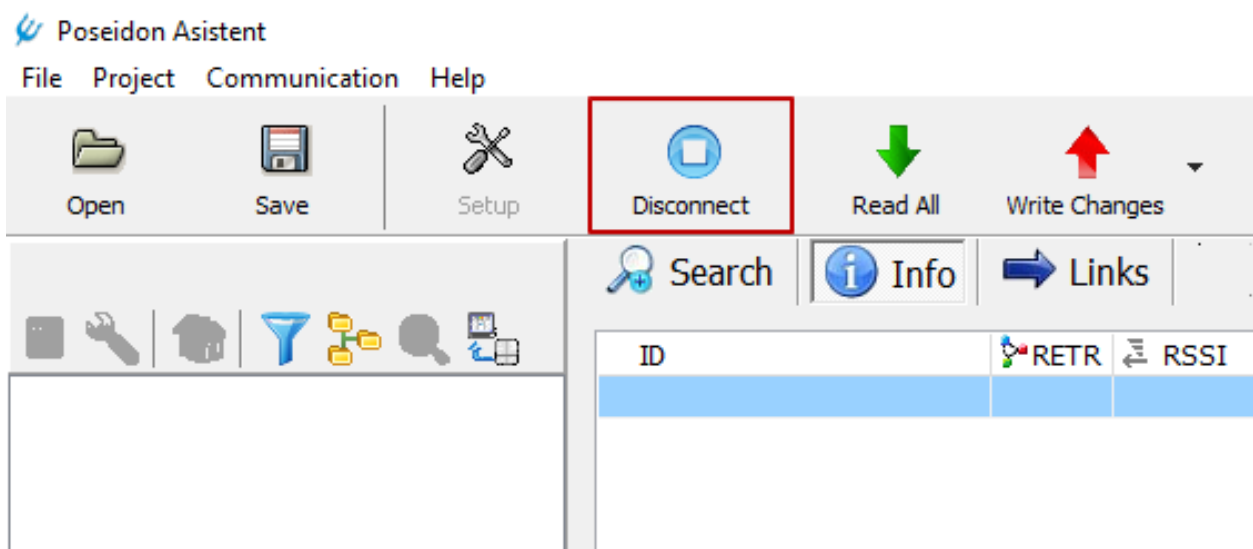 Poseidon Asistent
File Project Communication Help
Open Save Setup Disconnect Read All Write Changes
Search Info Links
ID RETR RSSI